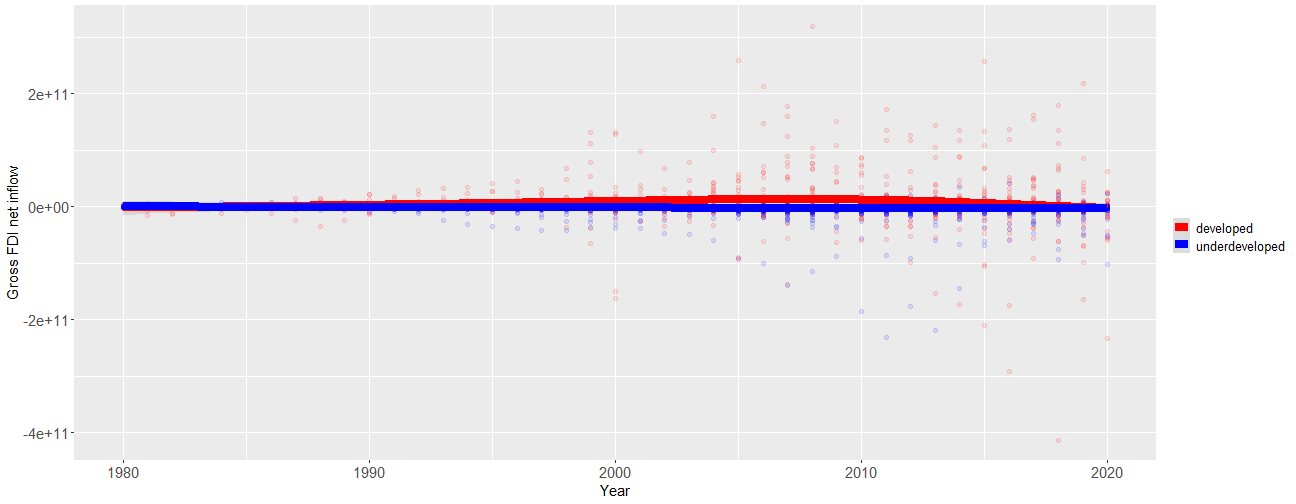 Gross FDI net inflow
2e+11
0e+00
-2e+11
-4e+11
1980
1990
2000
2010
2020
Year
developed
underdeveloped